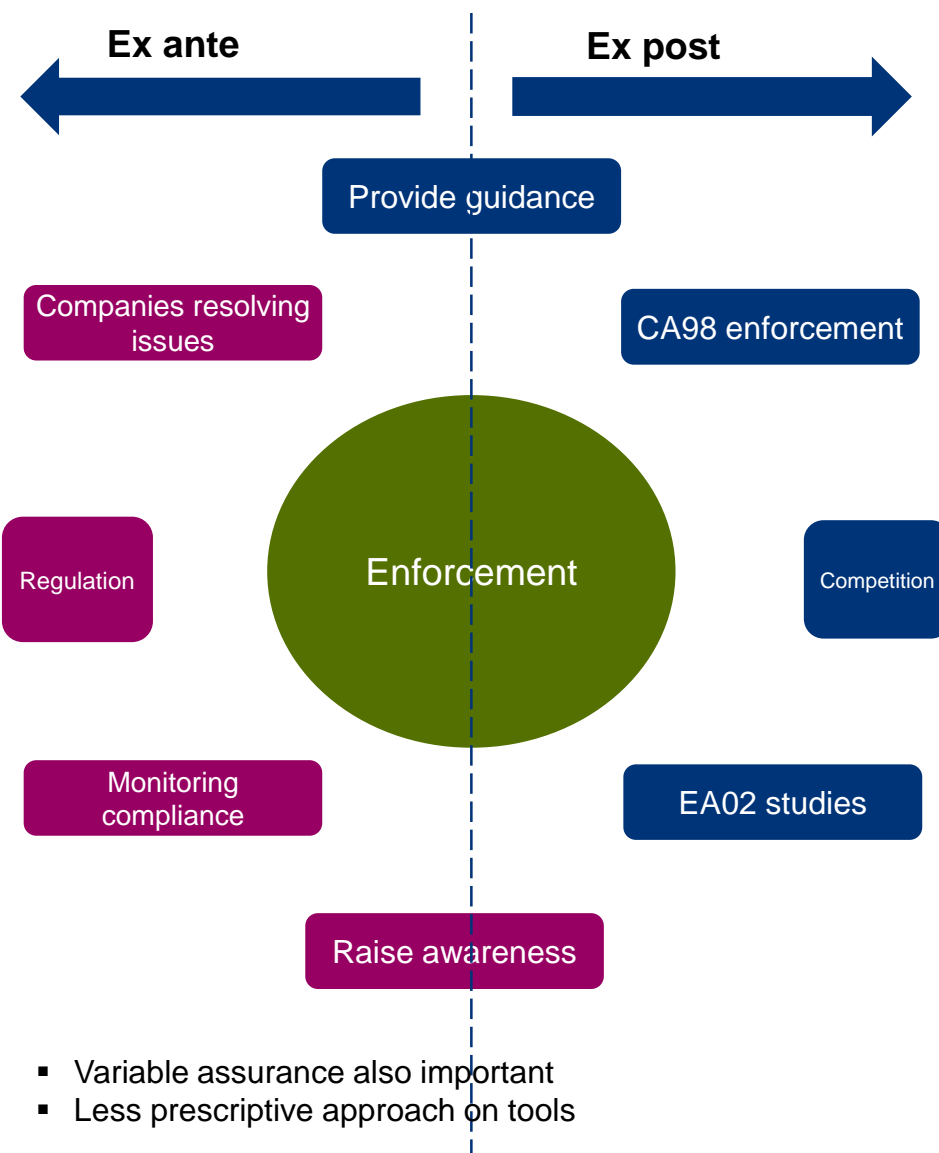 Ex ante
Ex post
Provide guidance
Companies resolving
issues
CA98 enforcement
Regulation
Enforcement
Competition
Monitoring
compliance
EA02 studies
Raise awareness
▪ Variable assurance also important
▪ Less prescriptive approach on tools